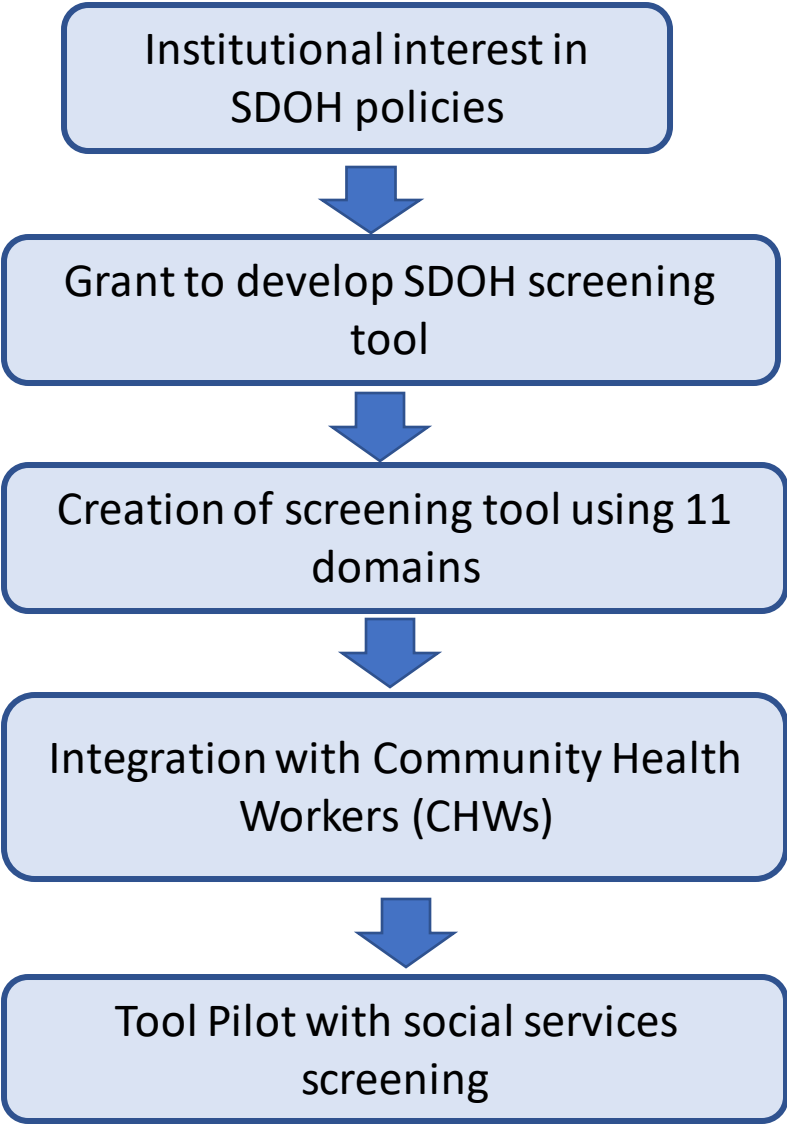 Institutional interest in
SDOH policies
Grant to develop SDOH screening
tool
Creation of screening tool using 11
domains
Integration with Community Health
Workers (CHWs)
Tool Pilot with social services
screening